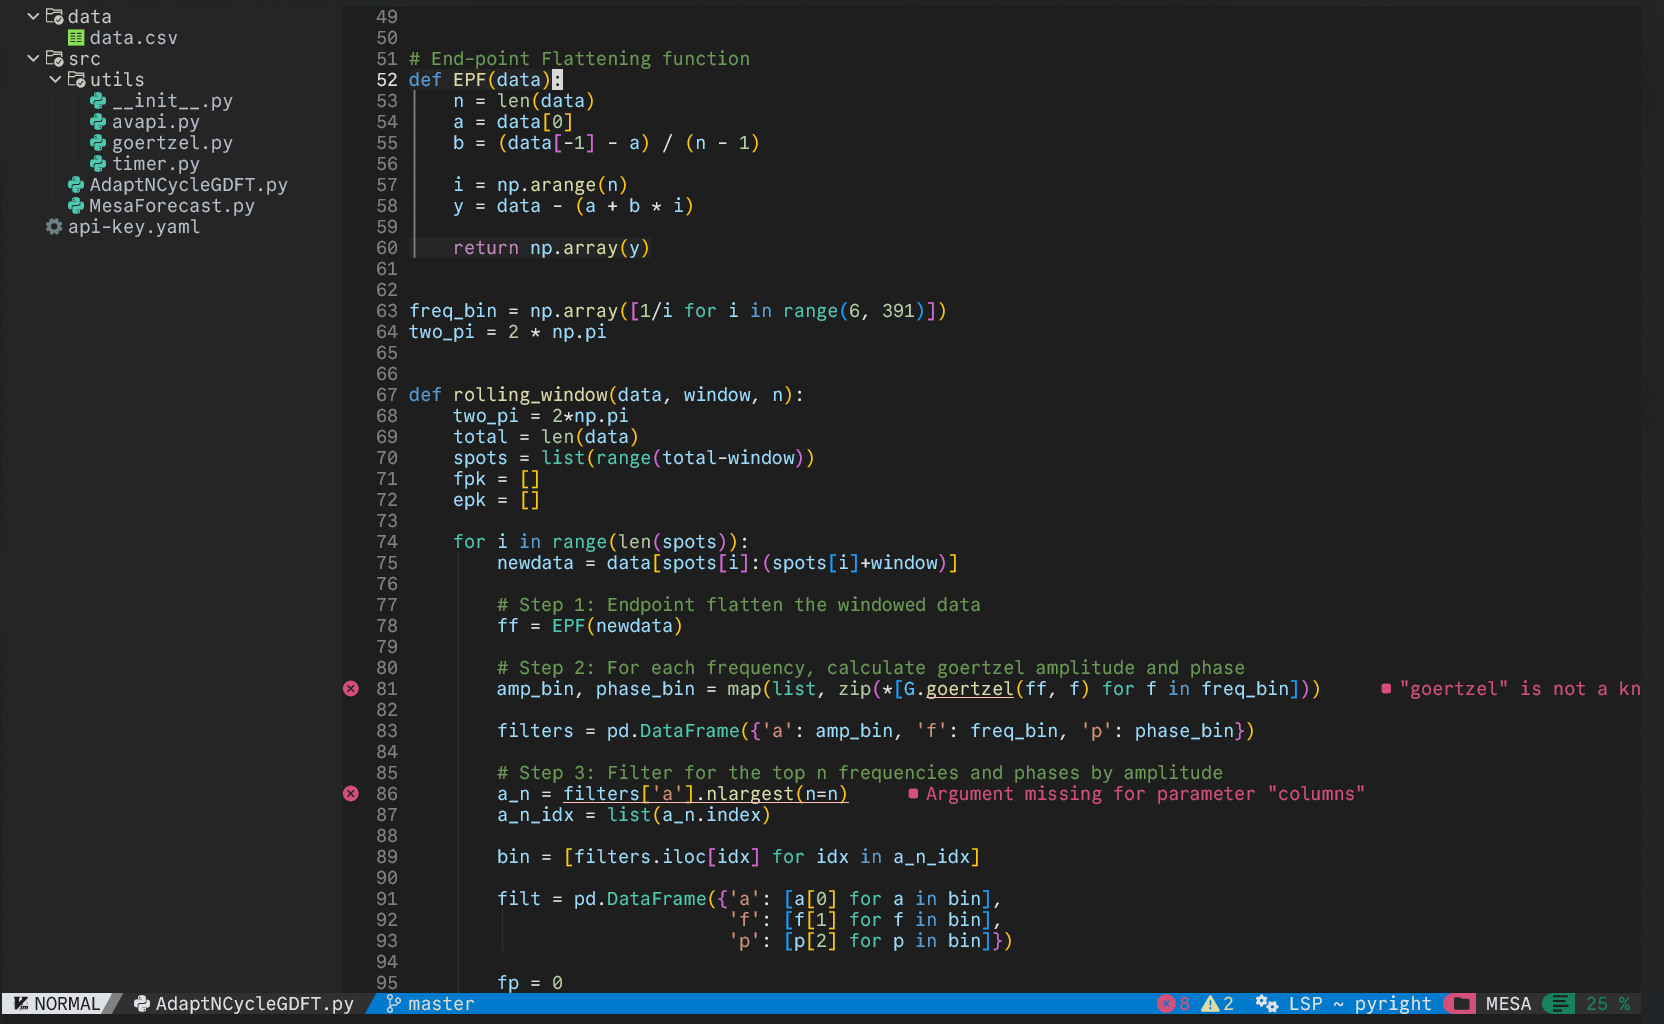 data
data.csv
src
utils
__init__.py
avapi.py
goertzel.py
timer.py
AdaptNCycleGDFT.py
MesaForecast.py
api-key.yaml
49
50
51 # End-point Flattening function
52 def EPF(data):
53     n = len(data)
54     a = data[0]
55     b = (data[-1] - a) / (n - 1)
56
57     i = np.arange(n)
58     y = data - (a + b * i)
59
60     return np.array(y)
61
62
63 freq_bin = np.array([1/i for i in range(6, 391)])
64 two_pi = 2 * np.pi
65
66
67 def rolling_window(data, window, n):
68     two_pi = 2*np.pi
69     total = len(data)
70     spots = list(range(total-window))
71     fpk = []
72     epk = []
73
74     for i in range(len(spots)):
75         newdata = data[spots[i]:(spots[i]+window)]
76
77         # Step 1: Endpoint flatten the windowed data
78         ff = EPF(newdata)
79
80         # Step 2: For each frequency, calculate goertzel amplitude and phase
81         amp_bin, phase_bin = map(list, zip(*[G.goertzel(ff, f) for f in freq_bin])) "goertzel" is not a kn
82
83         filters = pd.DataFrame({'a': amp_bin, 'f': freq_bin, 'p': phase_bin})
84
85         # Step 3: Filter for the top n frequencies and phases by amplitude
86         a_n = filters['a'].nlargest(n=n) Argument missing for parameter "columns"
87         a_n_idx = list(a_n.index)
88
89         bin = [filters.iloc[idx] for idx in a_n_idx]
90
91         filt = pd.DataFrame({'a': [a[0] for a in bin],
92                              'f': [f[1] for f in bin],
93                              'p': [p[2] for p in bin]})
94
95         fp = 0
NORMAL AdaptNCycleGDFT.py master 8 2 LSP ~ pyright MESA 25 %